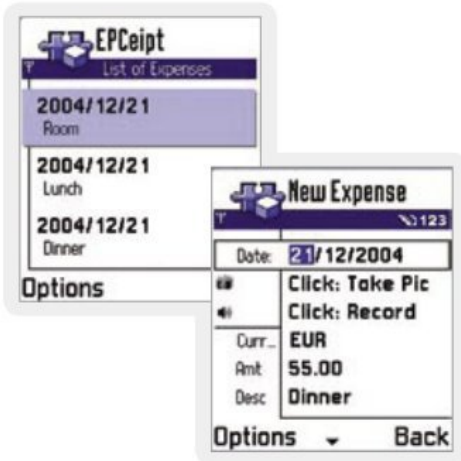 EPCeipt
List of Expenses
2004/12/21
Room
2004/12/21
Lunch
2004/12/21
Dinner
Options
New Expense
123
Date: 21/12/2004
Click: Take Pic
Click: Record
Curr... EUR
Amt 55.00
Desc Dinner
Options Back